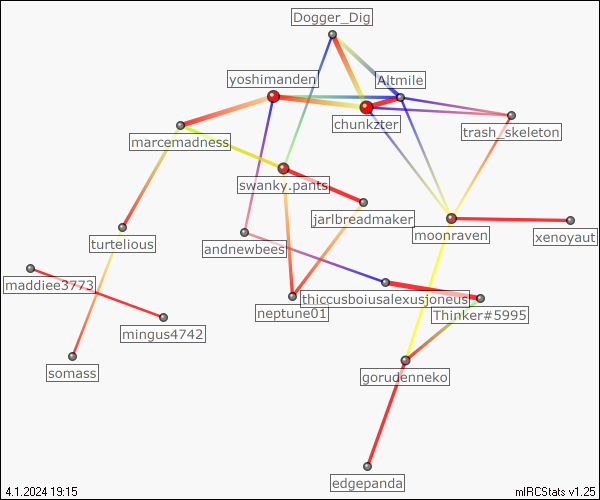 Dogger_Dig
yoshimanden
Altmile
chunkzter
trash_skeleton
marcemadness
swanky.pants
jarlbreadmaker
moonraven
xenoyaut
turtelious
andnewbees
maddiee3773
thiccusboiusalexusjoneus
neptune01
Thinker#5995
mingus4742
somass
gorudenneko
edgepanda
4.1.2024 19:15
mIRCStats v1.25